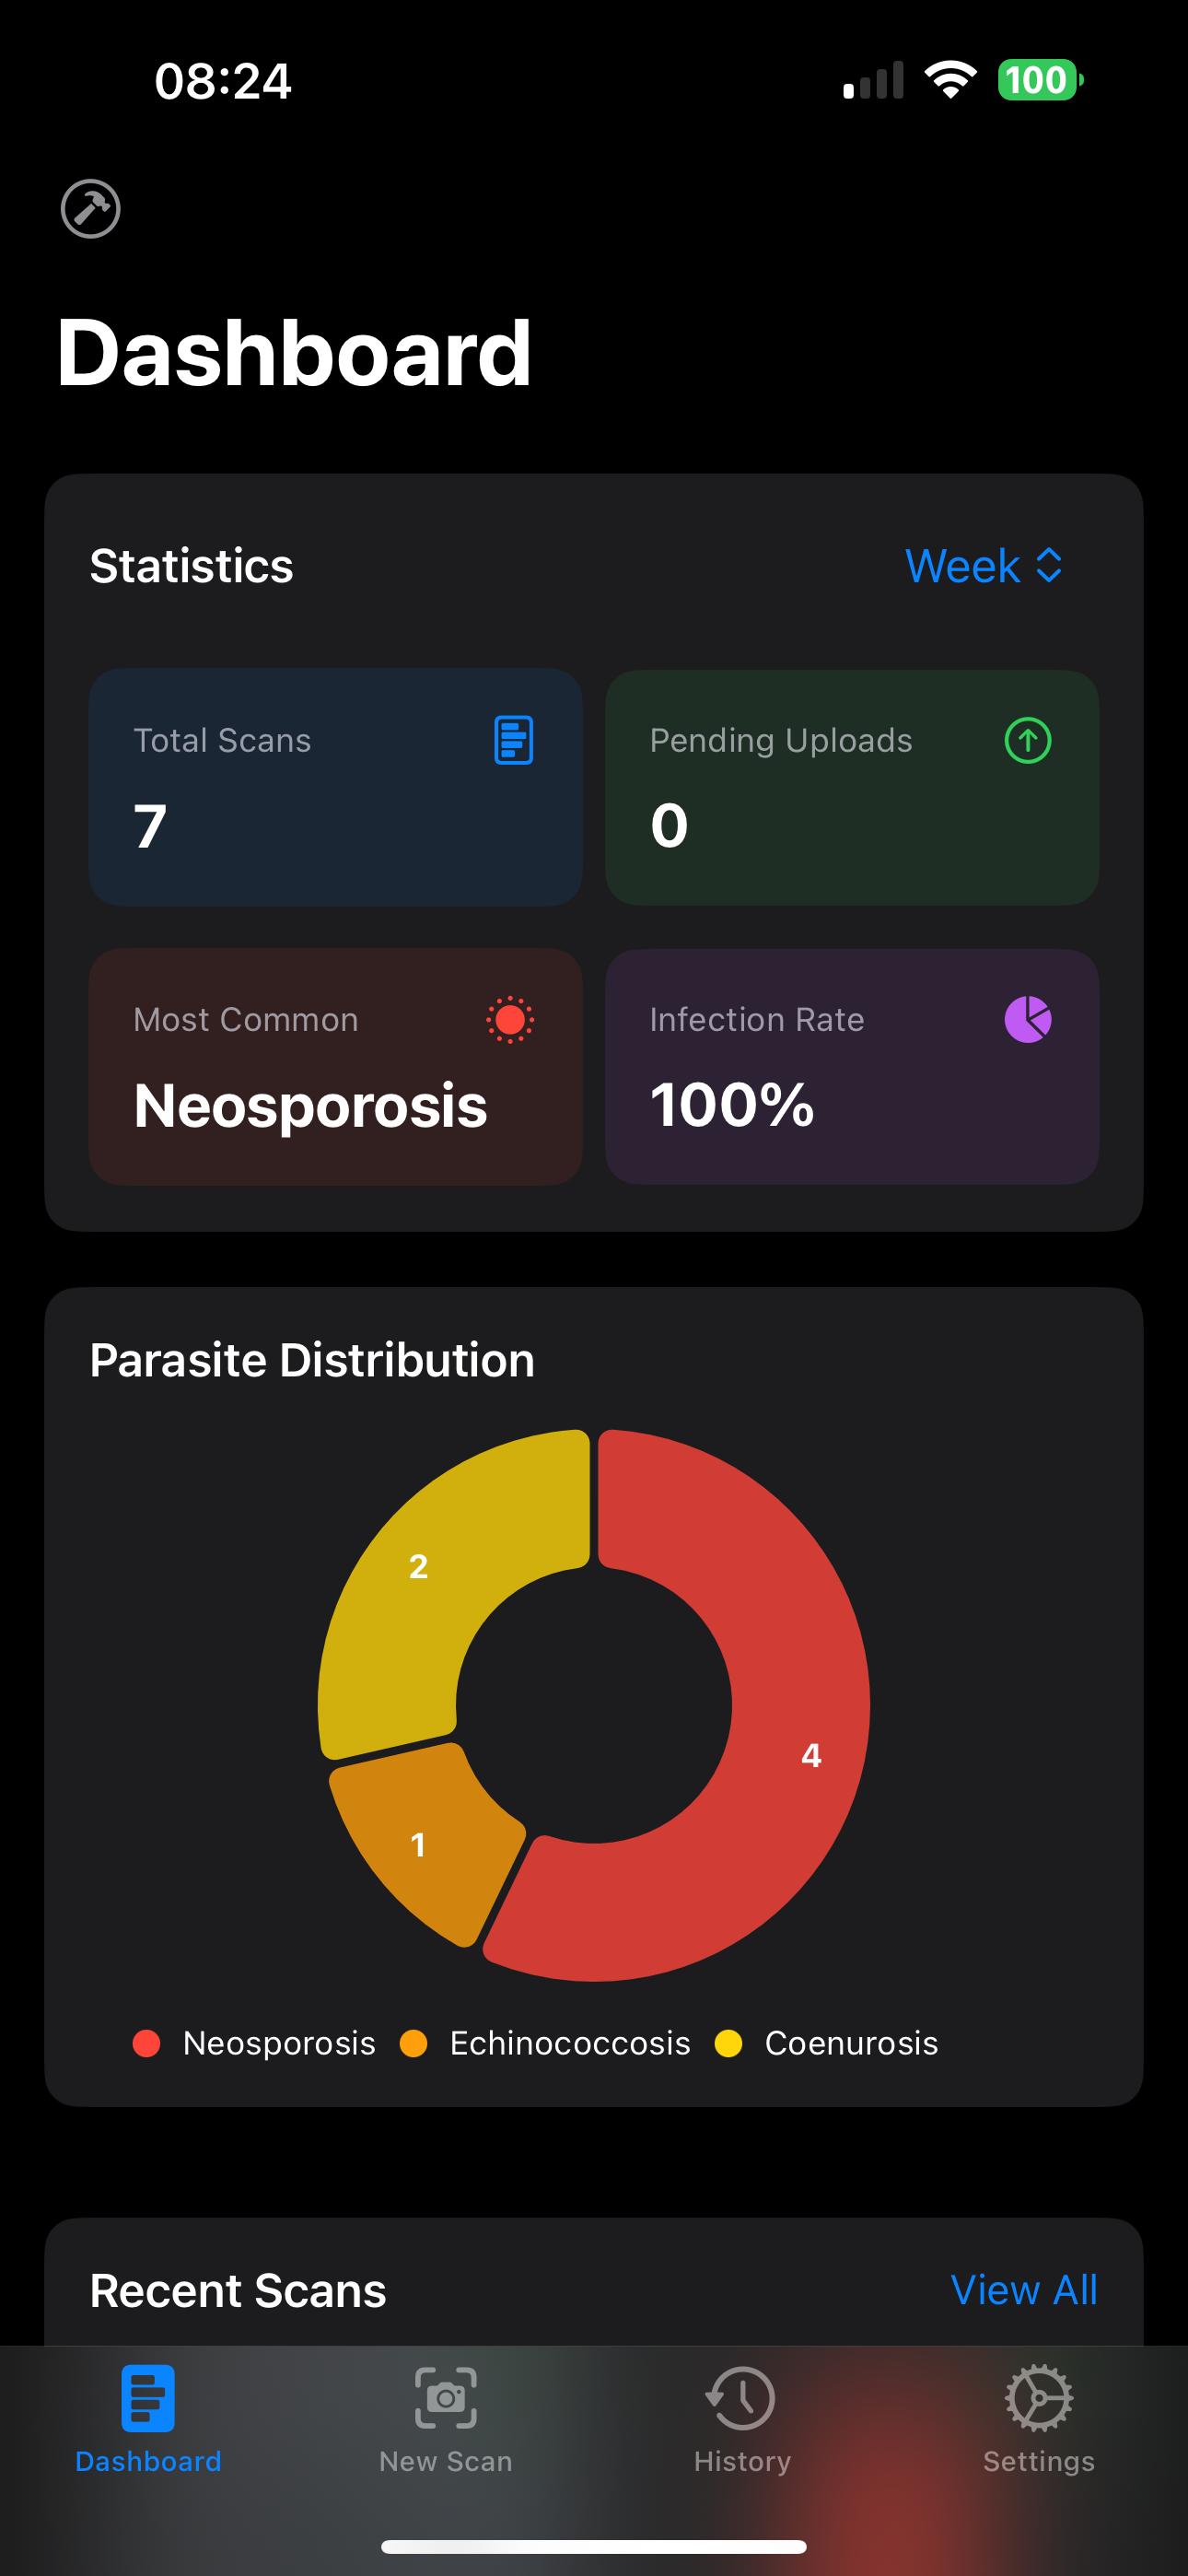 08:24
100
Dashboard
Statistics
Week
Total Scans
Pending Uploads
7
0
Most Common
Infection Rate
Neosporosis
100%
Parasite Distribution
2
4
1
Neosporosis
Echinococcosis
Coenurosis
Recent Scans
View All
Dashboard
New Scan
History
Settings